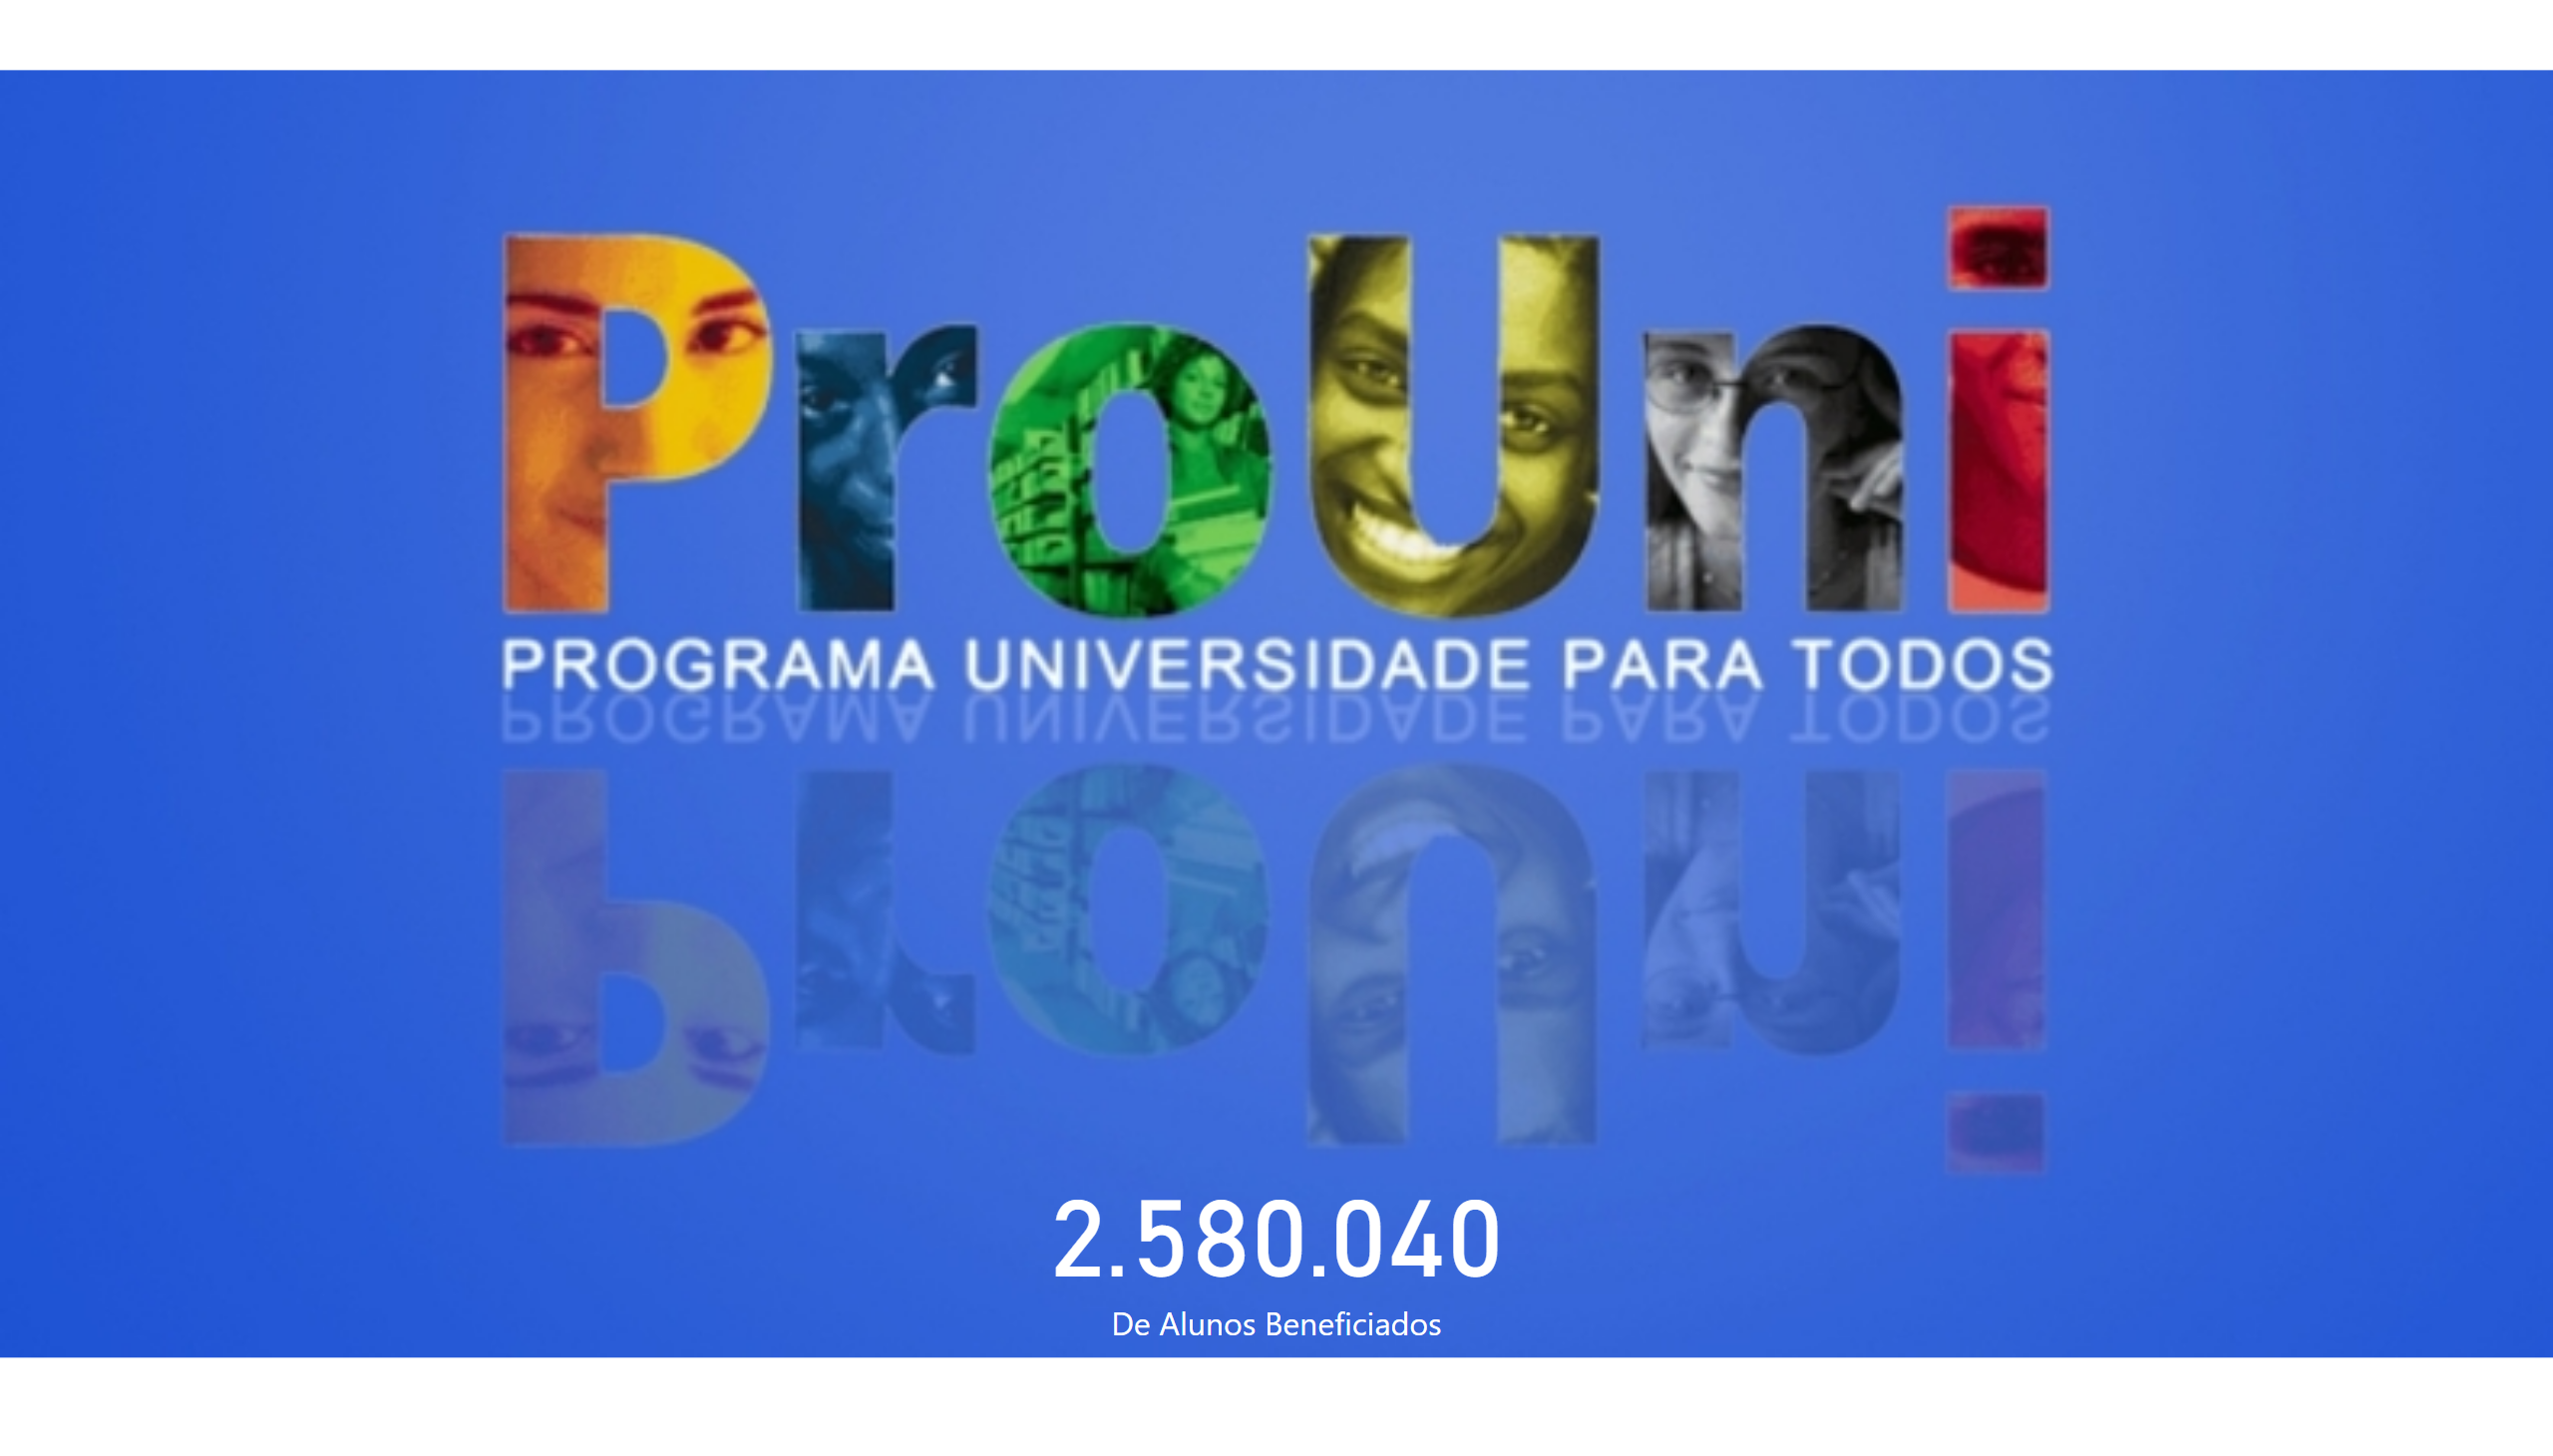 ProUni
PROGRAMA UNIVERSIDADE PARA TODOS
2.580.040
De Alunos Beneficiados